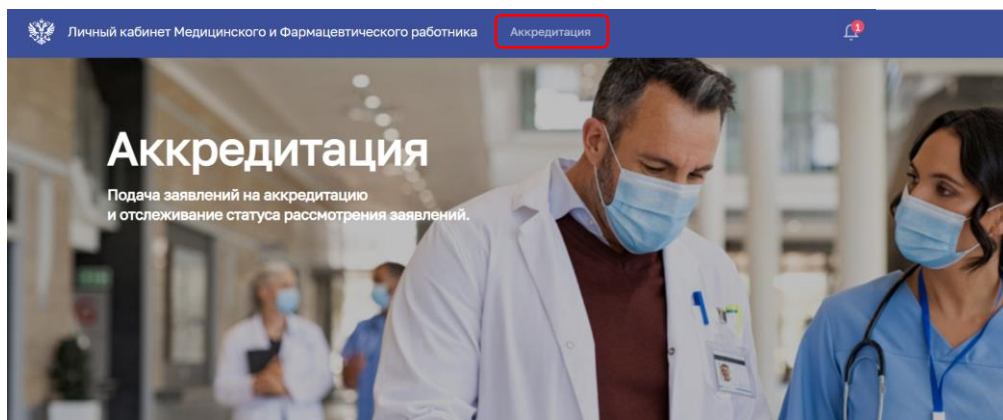 Личный кабинет Медицинского и Фармацевтического работника Аккредитация 1
Аккредитация
Подача заявлений на аккредитацию
и отслеживание статуса рассмотрения заявлений.